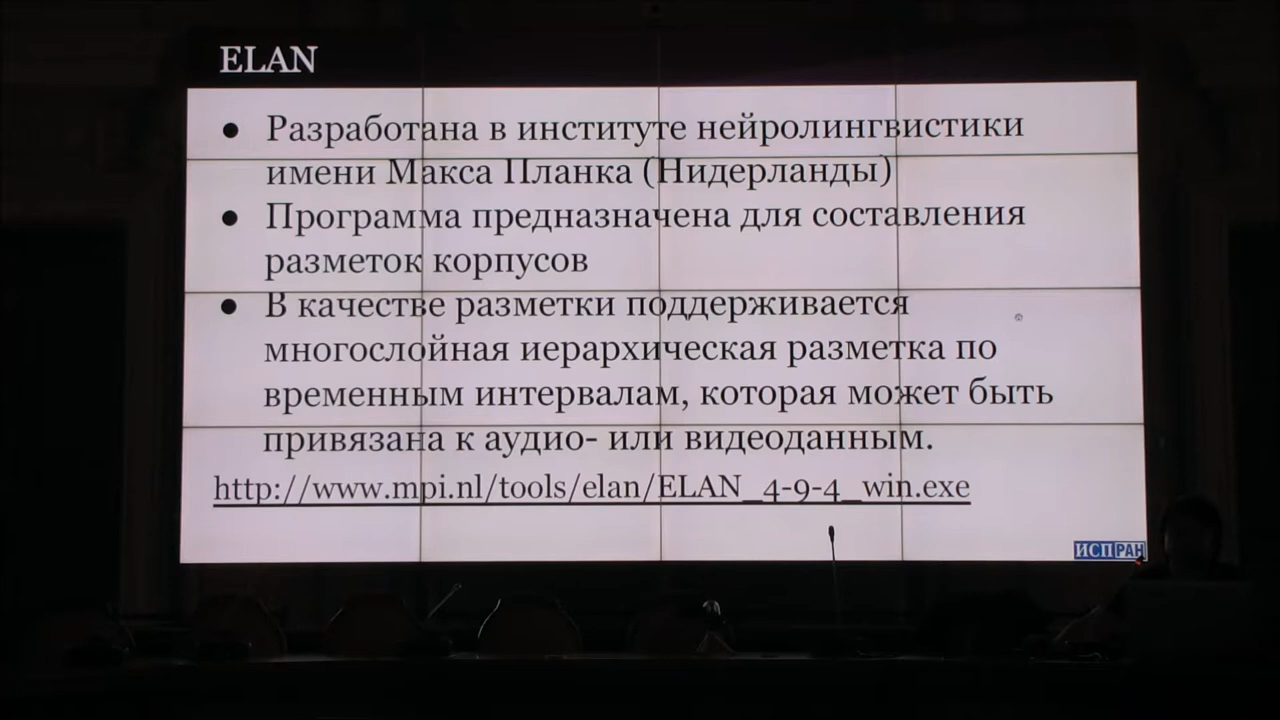 ELAN
● Разработана в институте нейролингвистики
имени Макса Планка (Нидерланды)
● Программа предназначена для составления
разметок корпусов
● В качестве разметки поддерживается
многослойная иерархическая разметка по
временным интервалам, которая может быть
привязана к аудио- или видеоданным.
http://www.mpi.nl/tools/elan/ELAN_4-9-4_win.exe
ИСПРАН